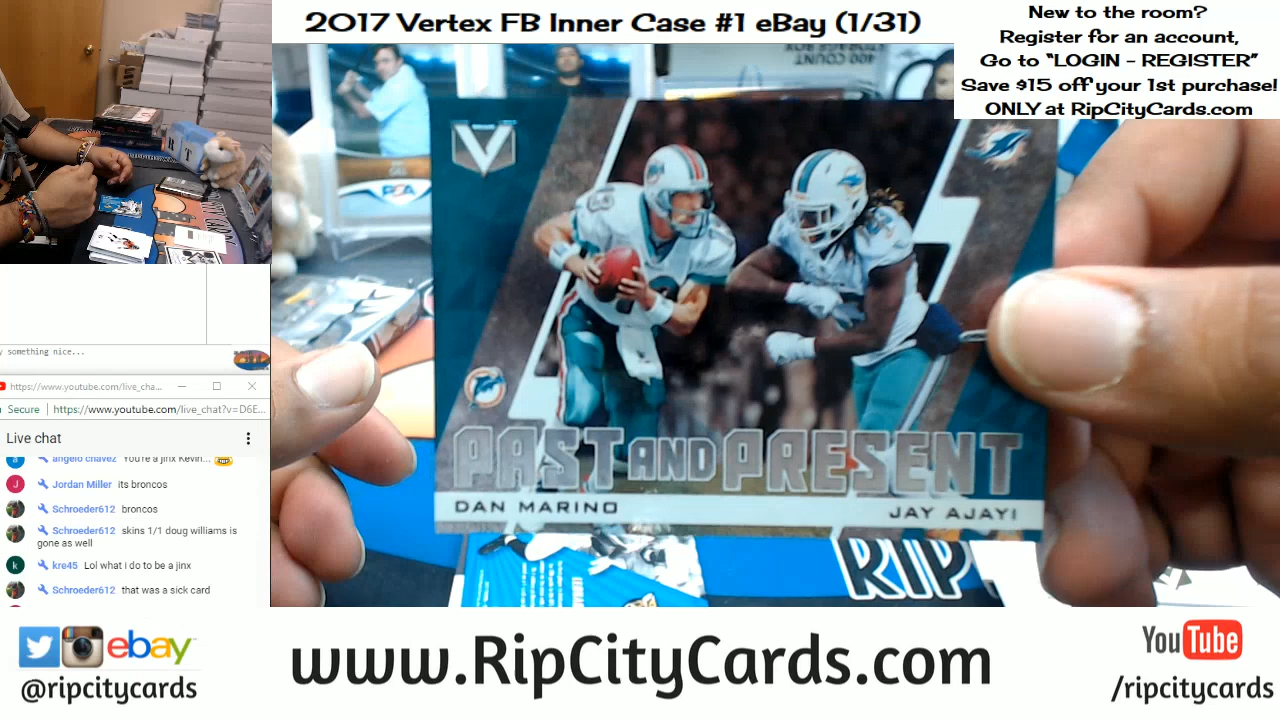 2017 Vertex FB Inner Case #1 eBay (1/31)
New to the room?
Register for an account,
Go to "LOGIN - REGISTER"
Save $15 off your 1st purchase!
ONLY at RipCityCards.com
400 COUNT
STORAGE BOX
PSA
V
PAST AND PRESENT
DAN MARINO
JAY AJAYI
RIP
y something nice...
https://www.youtube.com/live_cha...
Secure
https://www.youtube.com/live_chat?v=D6E...
Live chat
angelo chavez You're a jinx Kevin...
J Jordan Miller its broncos
Schroeder612 broncos
Schroeder612 skins 1/1 doug williams is
gone as well
k kre45 Lol what i do to be a jinx
Schroeder612 that was a sick card
ebay
@ripcitycards
www.RipCityCards.com
YouTube
/ripcitycards